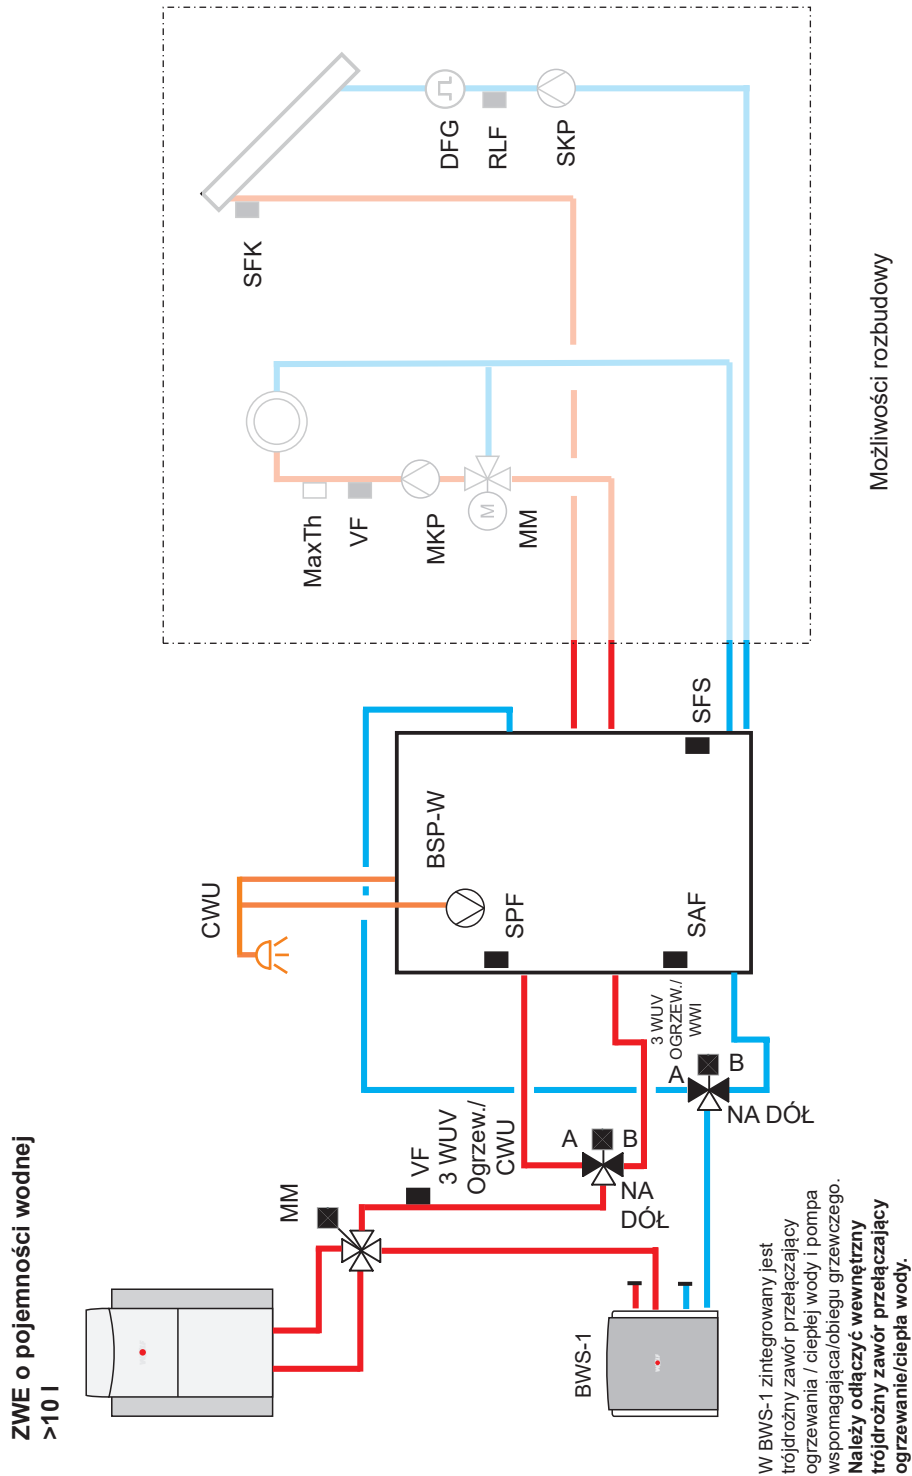 ZWE o pojemności wodnej
>10 l
MM
VF
3 WUV
Ogrzew./
CWU
A
B
NA
DÓŁ
BWS-1
W BWS-1 zintegrowany jest
trójdrożny zawór przełączający
ogrzewania / ciepłej wody i pompa
wspomagająca/obiegu grzewczego.
Należy odłączyć wewnętrzny
trójdrożny zawór przełączający
ogrzewanie/ciepła wody.
3 WUV
OGRZEW./
WWI
A
B
NA DÓŁ
CWU
BSP-W
SPF
SAF
SFS
MaxTh
VF
MKP
M
MM
SFK
DFG
RLF
SKP
Możliwości rozbudowy